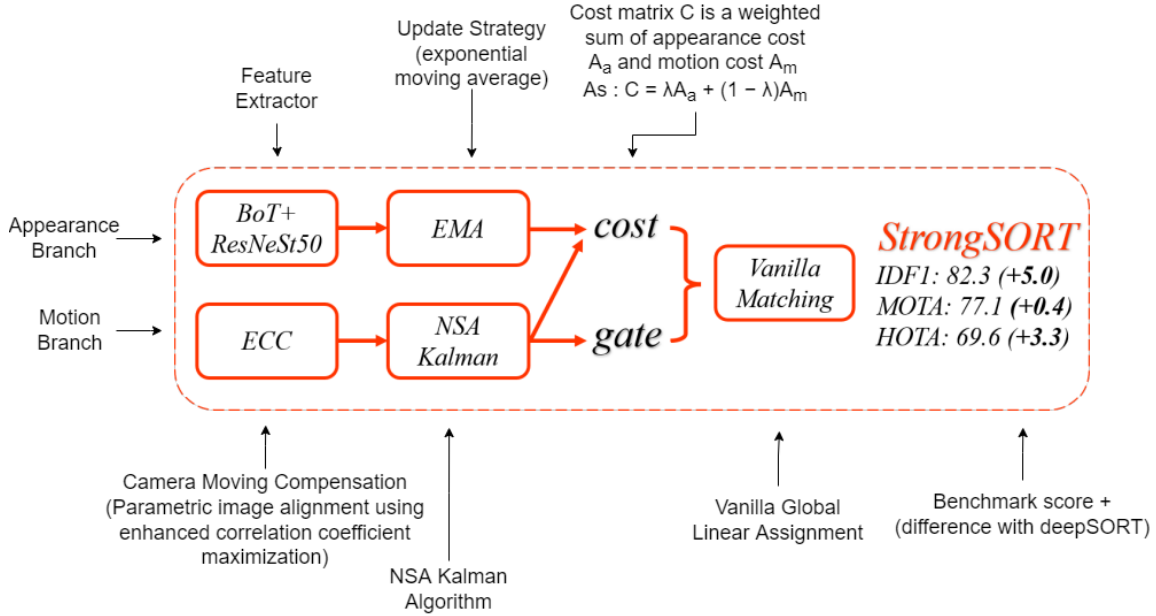 Cost matrix C is a weighted
sum of appearance cost
Aₐ and motion cost Aₘ
As : C = λAₐ + (1 − λ)Aₘ
Update Strategy
(exponential
moving average)
Feature
Extractor
Appearance
Branch
BoT+
ResNeSt50
EMA
cost
Motion
Branch
ECC
NSA
Kalman
gate
Vanilla
Matching
StrongSORT
IDF1: 82.3 (+5.0)
MOTA: 77.1 (+0.4)
HOTA: 69.6 (+3.3)
Camera Moving Compensation
(Parametric image alignment using
enhanced correlation coefficient
maximization)
NSA Kalman
Algorithm
Vanilla Global
Linear Assignment
Benchmark score +
(difference with deepSORT)